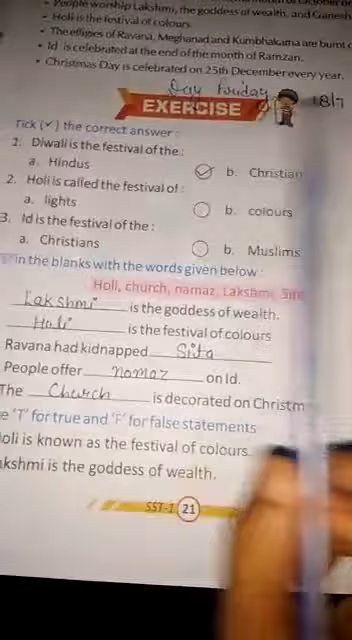 • People worship Lakshmi, the goddess of wealth, and Ganesh
• Holi is the festival of colours.
• The effigies of Ravana, Meghanad and Kumbhakarna are burnt
• Id is celebrated at the end of the month of Ramzan.
• Christmas Day is celebrated on 25th December every year.
Day Friday
EXERCISE
18/7
Tick (✓) the correct answer :
1. Diwali is the festival of the :
a. Hindus ✓ b. Christian
2. Holi is called the festival of :
a. lights b. colours
3. Id is the festival of the :
a. Christians b. Muslims
in the blanks with the words given below :
Holi, church, namaz, Lakshmi, Sita
Lakshmi is the goddess of wealth.
Holi is the festival of colours
Ravana had kidnapped Sita
People offer namaz on Id.
The Church is decorated on Christm
e 'T' for true and 'F' for false statements
Holi is known as the festival of colours.
akshmi is the goddess of wealth.
SST-1 21